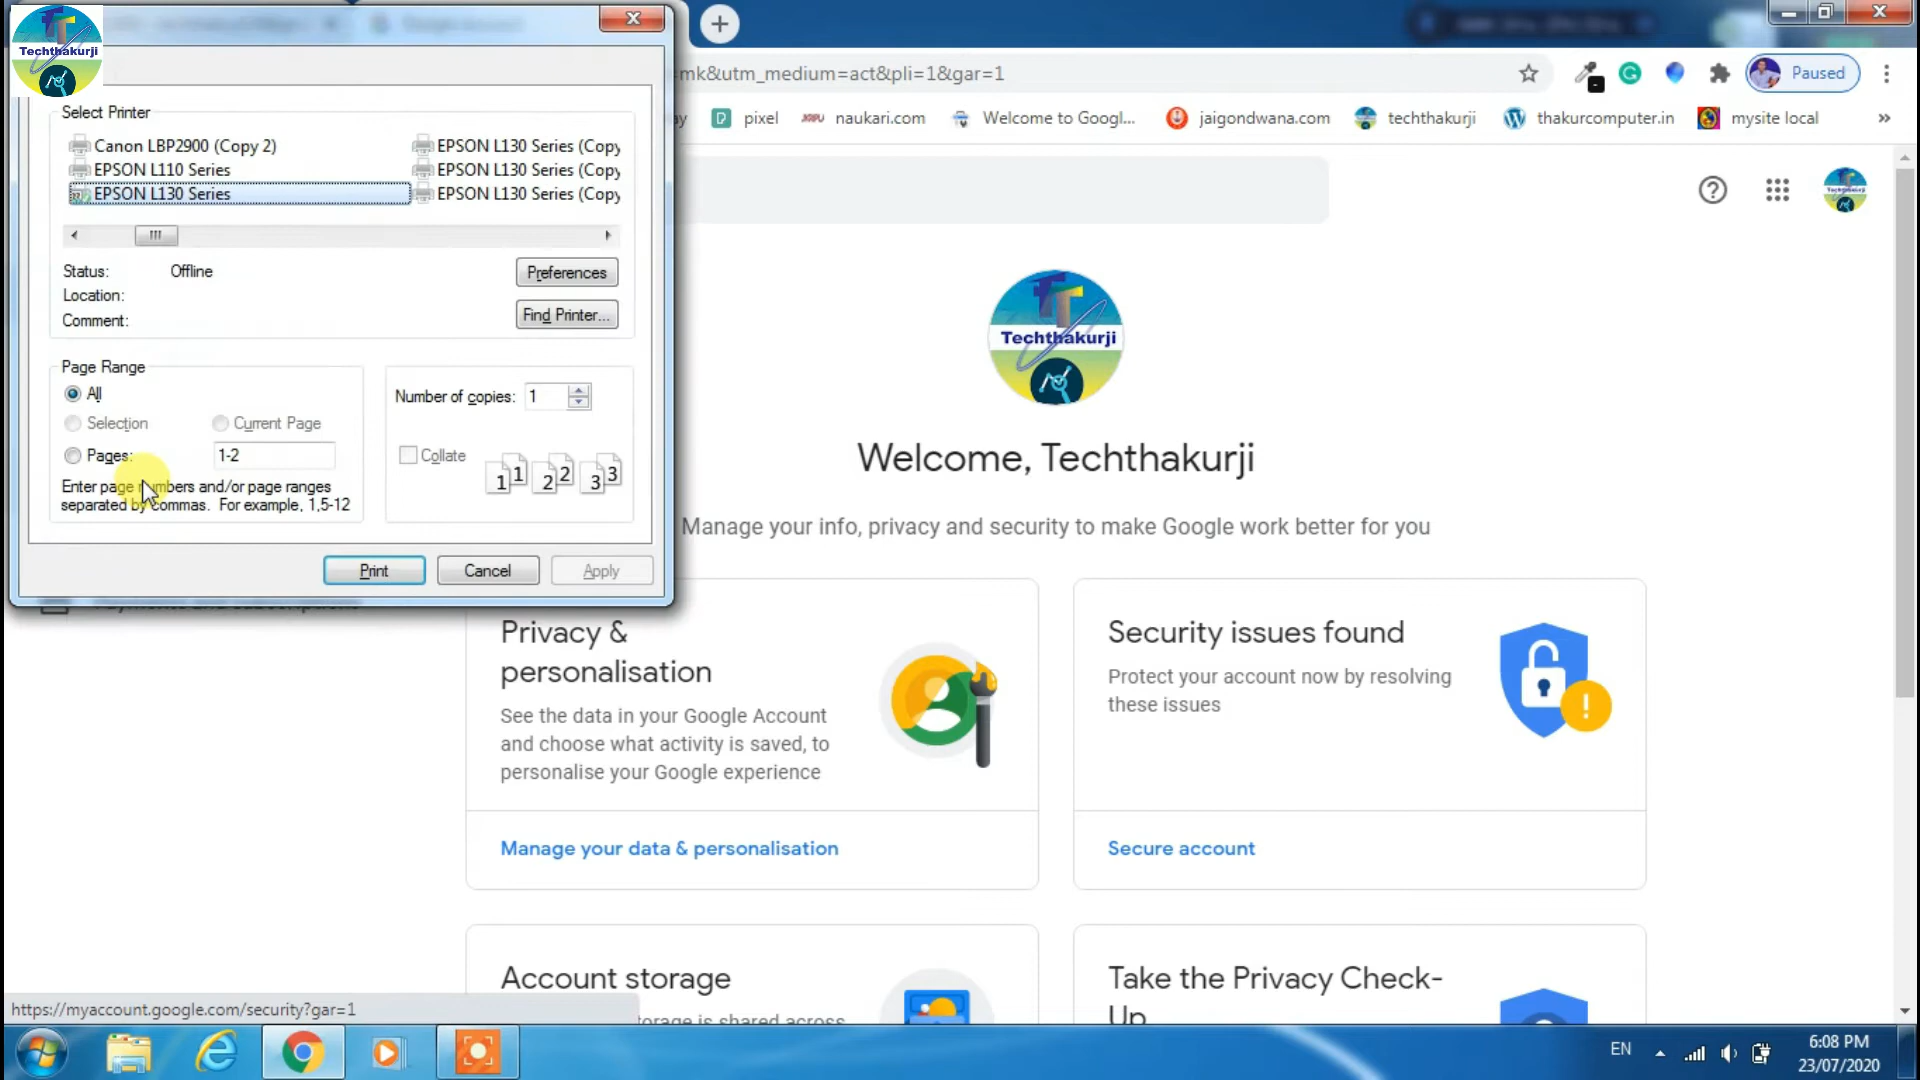 Techthakurji
=mk&utm_medium=act&pli=1&gar=1
Paused
ay
pixel
naukari.com
Welcome to Googl...
jaigondwana.com
techthakurji
thakurcomputer.in
mysite local
»
Select Printer
Canon LBP2900 (Copy 2)
EPSON L130 Series (Copy
EPSON L110 Series
EPSON L130 Series (Copy
EPSON L130 Series
EPSON L130 Series (Copy
Status: Offline
Preferences
Location:
Comment:
Find Printer...
Page Range
All
Number of copies: 1
Selection
Current Page
Pages: 1-2
Collate
1 1 2 2 3 3
Enter page numbers and/or page ranges
separated by commas. For example, 1,5-12
Print
Cancel
Apply
Techthakurji
Welcome, Techthakurji
Manage your info, privacy and security to make Google work better for you
Privacy &
personalisation
See the data in your Google Account
and choose what activity is saved, to
personalise your Google experience
Manage your data & personalisation
Security issues found
Protect your account now by resolving
these issues
Secure account
Account storage
Take the Privacy Check-
Up
https://myaccount.google.com/security?gar=1
EN
6:08 PM
23/07/2020